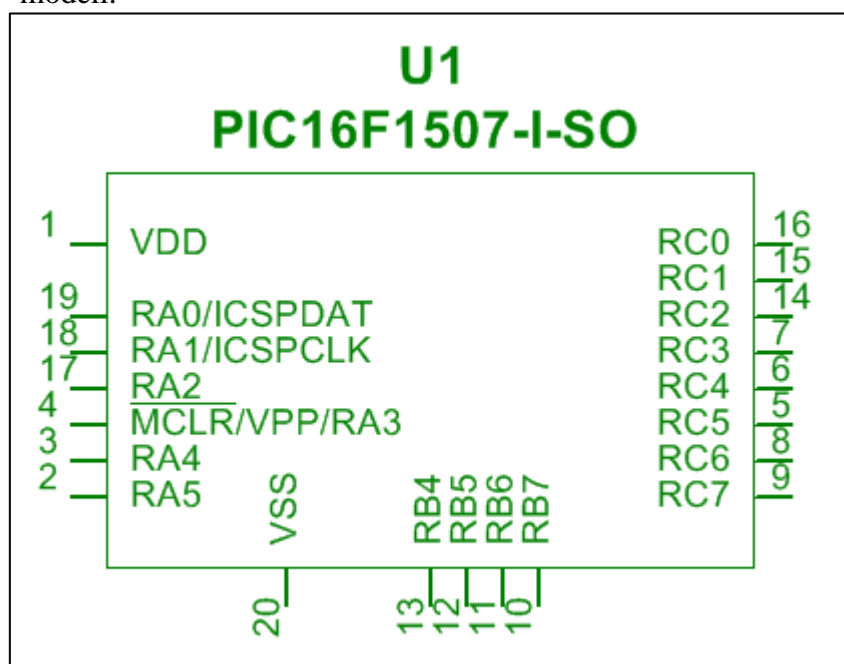 U1
PIC16F1507-I-SO
1 VDD RC0 16
RC1 15
19 RA0/ICSPDAT RC2 14
18 RA1/ICSPCLK RC3 7
17 RA2 RC4 6
4 MCLR/VPP/RA3 RC5 5
3 RA4 RC6 8
2 RA5 RC7 9
VSS RB4 RB5 RB6 RB7
20 13 12 11 10